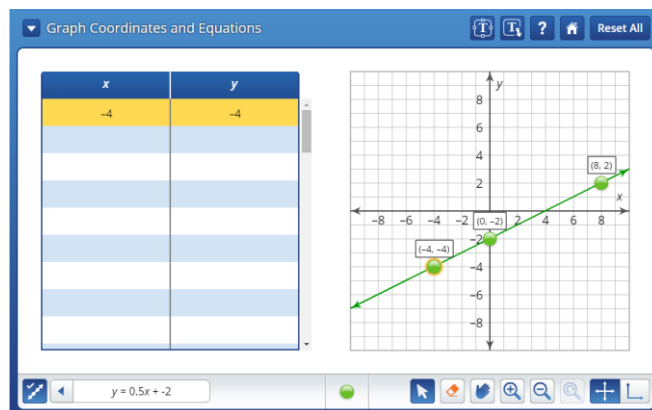 Graph Coordinates and Equations
T T ? Reset All
x y
–4 –4
y
8
6
4
(8, 2)
2
x
–8 –6 –4 –2 (0, –2) 2 4 6 8
–2
(–4, –4)
–4
–6
–8
y = 0.5x + -2